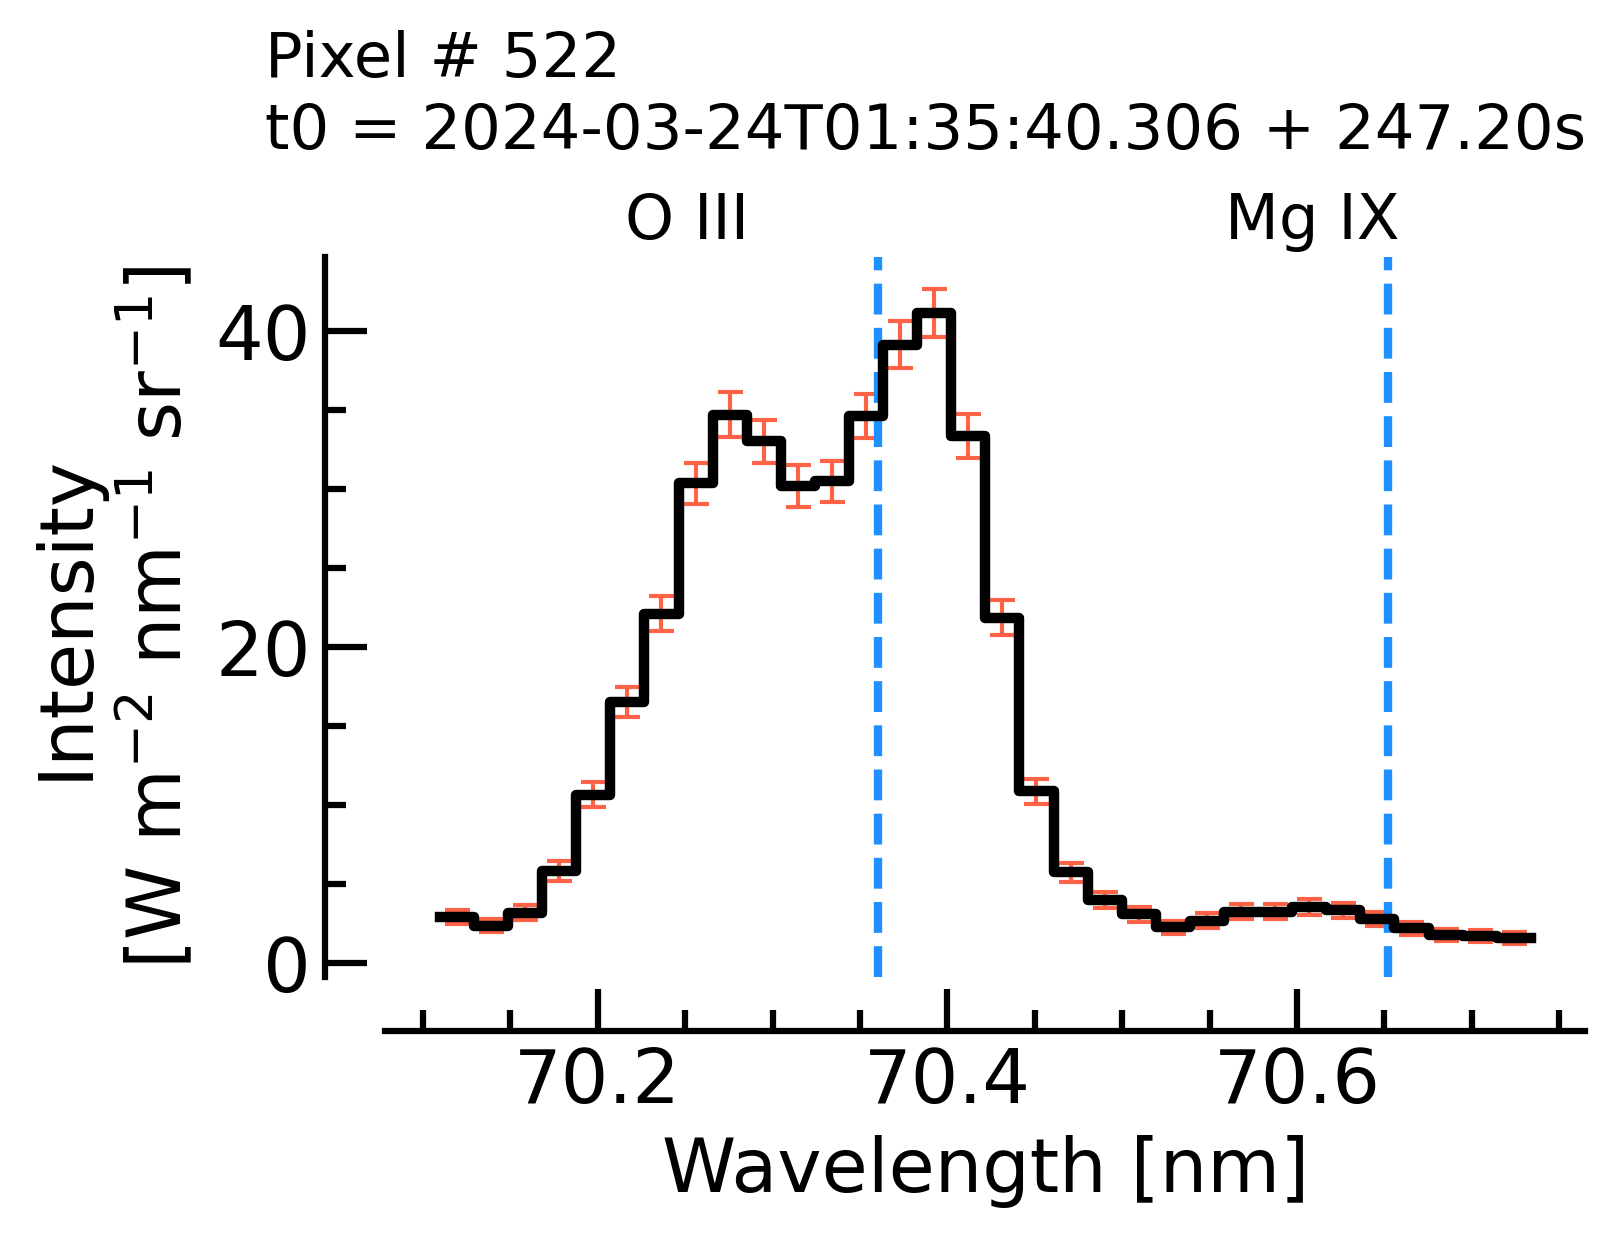 Pixel # 522
t0 = 2024-03-24T01:35:40.306 + 247.20s
O III Mg IX
Intensity
[W m⁻² nm⁻¹ sr⁻¹]
40
20
0
70.2 70.4 70.6
Wavelength [nm]